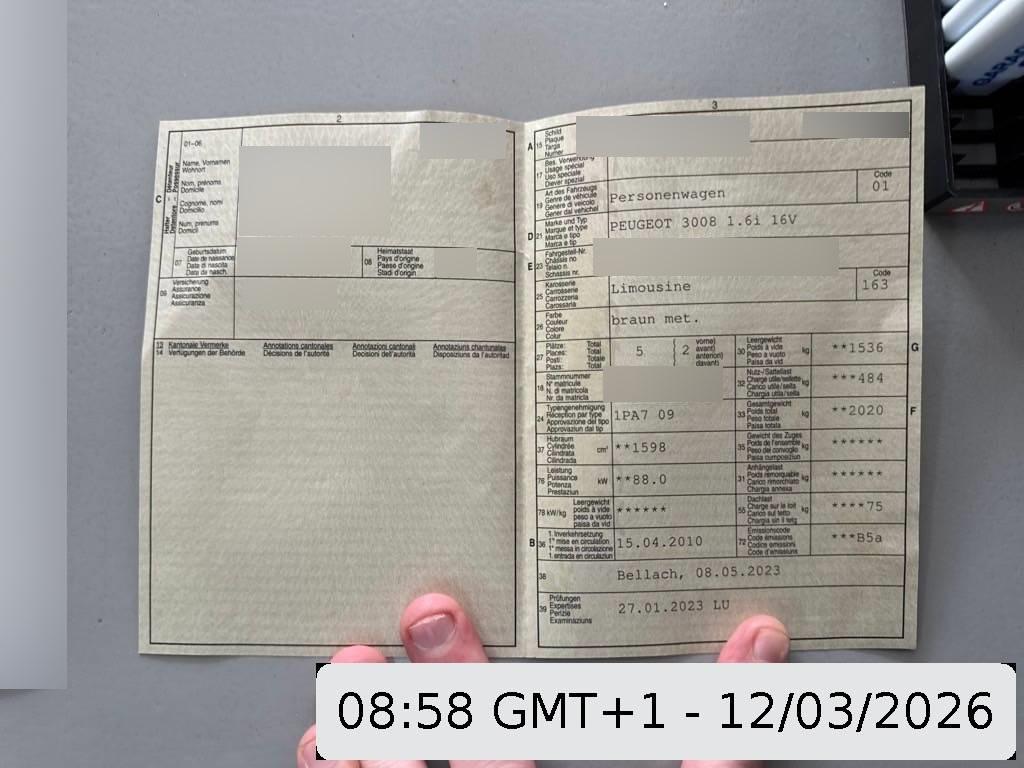 2
01-06
C
Halter Détenteur
Detentore Possessur
Name, Vornamen
Wohnort
Nom, prénoms
Domicile
Cognome, nomi
Domicilio
Num, prenums
Domicil
07
Geburtsdatum
Date de naissance
Data di nascita
Data da nasch.
08
Heimatstaat
Pays d'origine
Paese d'origine
Stadi d'origin
09
Versicherung
Assurance
Assicurazione
Assicuranza
13
14
Kantonale Vermerke Annotations cantonales Annotazioni cantonali Annotaziuns chantunalas
Verfügungen der Behörde Décisions de l'autorité Decisioni dell'autorità Disposiziuns da l'autoritad
3
A 15
Schild
Plaque
Targa
Numer
17
Bes. Verwendung
Usage spécial
Uso speciale
Diever spezial
19
Art des Fahrzeugs
Genre de véhicule
Genere di veicolo
Gener dal vehichel
Personenwagen
Code
01
D 21
Marke und Typ
Marque et type
Marca e tipo
Marca e tip
PEUGEOT 3008 1.6i 16V
E 23
Fahrgestell-Nr.
Châssis no
Telaio n.
Schassis nr.
25
Karosserie
Carrosserie
Carrozzeria
Carossaria
Limousine
Code
163
26
Farbe
Couleur
Colore
Colur
braun met.
27
Plätze: Total
Places: Total
Posti: Totale
Plazs: Total
5
2
vorne)
avant)
anteriori)
davant)
30
Leergewicht
Poids à vide
Peso a vuoto
Paisa da vid
kg
**1536
G
18
Stammnummer
N° matricule
N. di matricola
Nr. da matricla
32
Nutz-/Sattellast
Charge utile/sellette
Carico utile/sella
Chargia utila/sella
kg
***484
24
Typengenehmigung
Réception par type
Approvazione del tipo
Approvaziun dal tip
1PA7 09
33
Gesamtgewicht
Poids total
Peso totale
Paisa totala
kg
**2020
F
37
Hubraum
Cylindrée
Cilindrata
Cilindrada
cm³
**1598
35
Gewicht des Zuges
Poids de l'ensemble
Peso del convoglio
Paisa cumposiziun
kg
******
76
Leistung
Puissance
Potenza
Prestaziun
kW
**88.0
31
Anhängelast
Poids remorquable
Carico rimorchiato
Chargia annexa
kg
******
78 kW/kg
Leergewicht
poids à vide
peso a vuoto
paisa da vid
******
55
Dachlast
Charge sur le toit
Carico sul tetto
Chargia sin il tetg
kg
****75
B 36
1. Inverkehrsetzung
1re mise en circulation
1a messa in circolazione
1. entrada en circulaziun
15.04.2010
72
Emissionscode
Code émissions
Codice emissioni
Code d'emissiuns
***B5a
38
Bellach, 08.05.2023
39
Prüfungen
Expertises
Perizie
Examinaziuns
27.01.2023 LU
08:58 GMT+1 - 12/03/2026